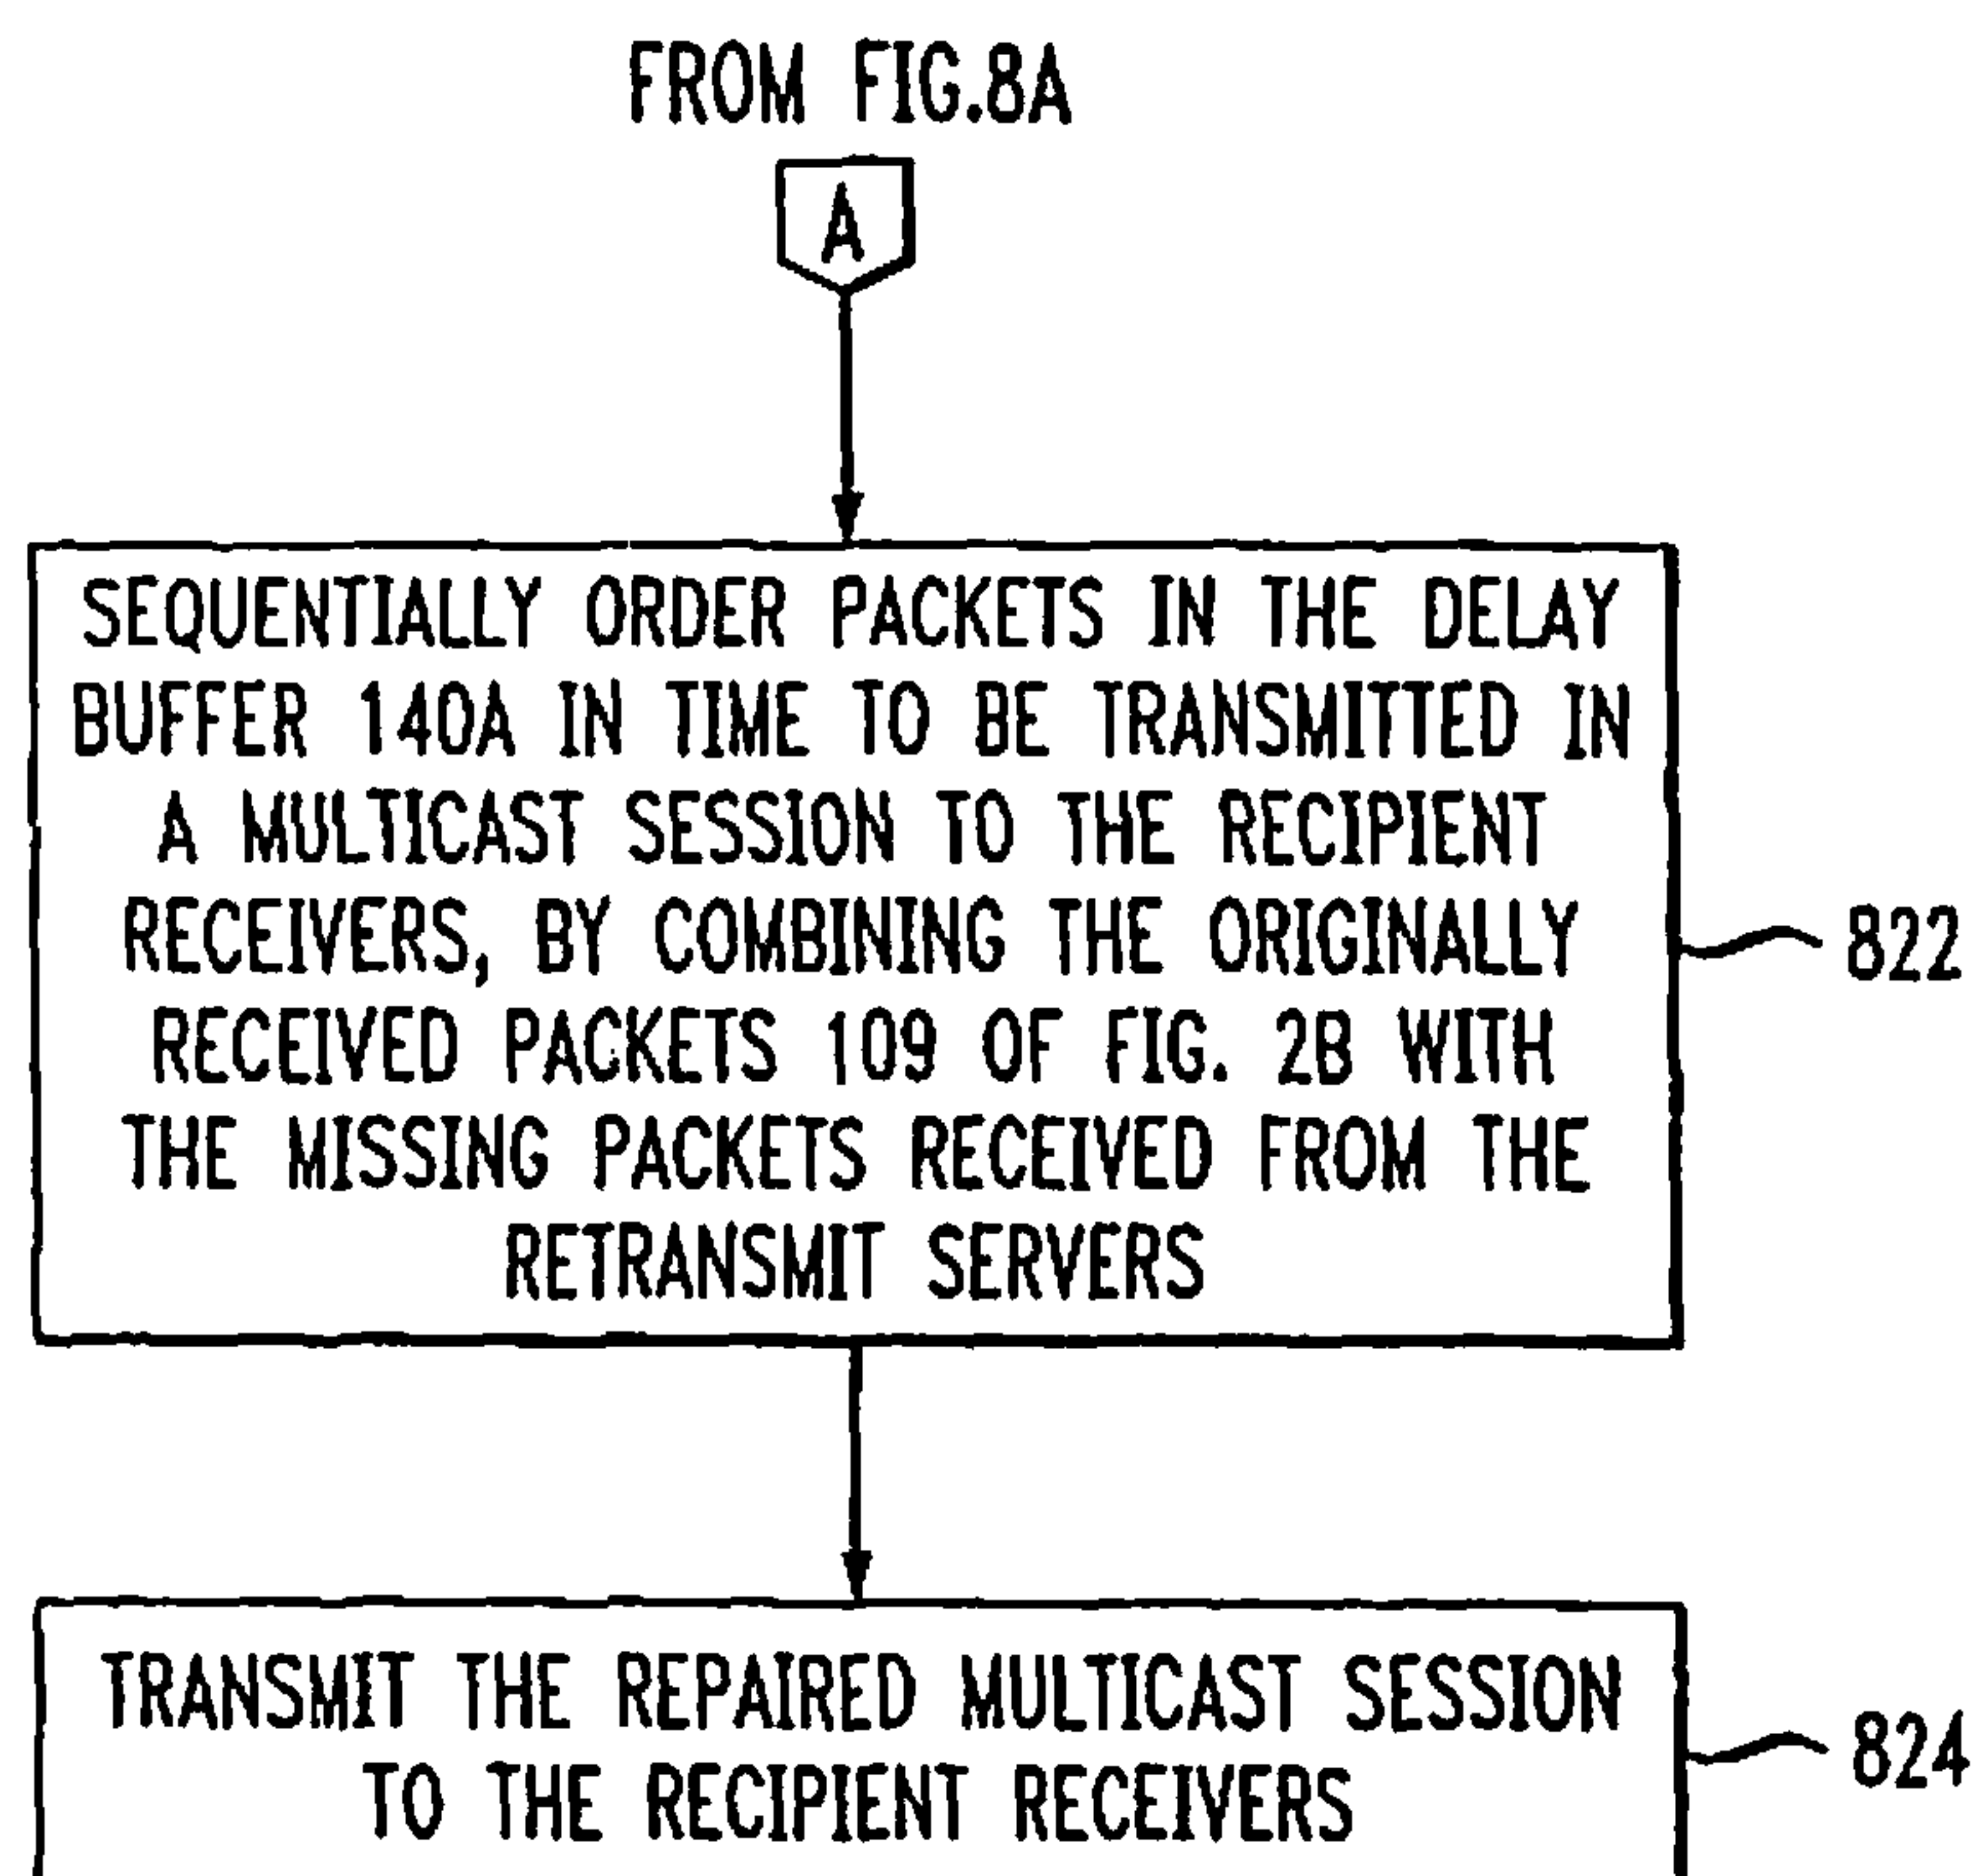 FROM FIG.8A
A
SEQUENTIALLY ORDER PACKETS IN THE DELAY
BUFFER 140A IN TIME TO BE TRANSMITTED IN
A MULTICAST SESSION TO THE RECIPIENT
RECEIVERS, BY COMBINING THE ORIGINALLY
RECEIVED PACKETS 109 OF FIG. 2B WITH
THE MISSING PACKETS RECEIVED FROM THE
RETRANSMIT SERVERS
822
TRANSMIT THE REPAIRED MULTICAST SESSION
TO THE RECIPIENT RECEIVERS
824